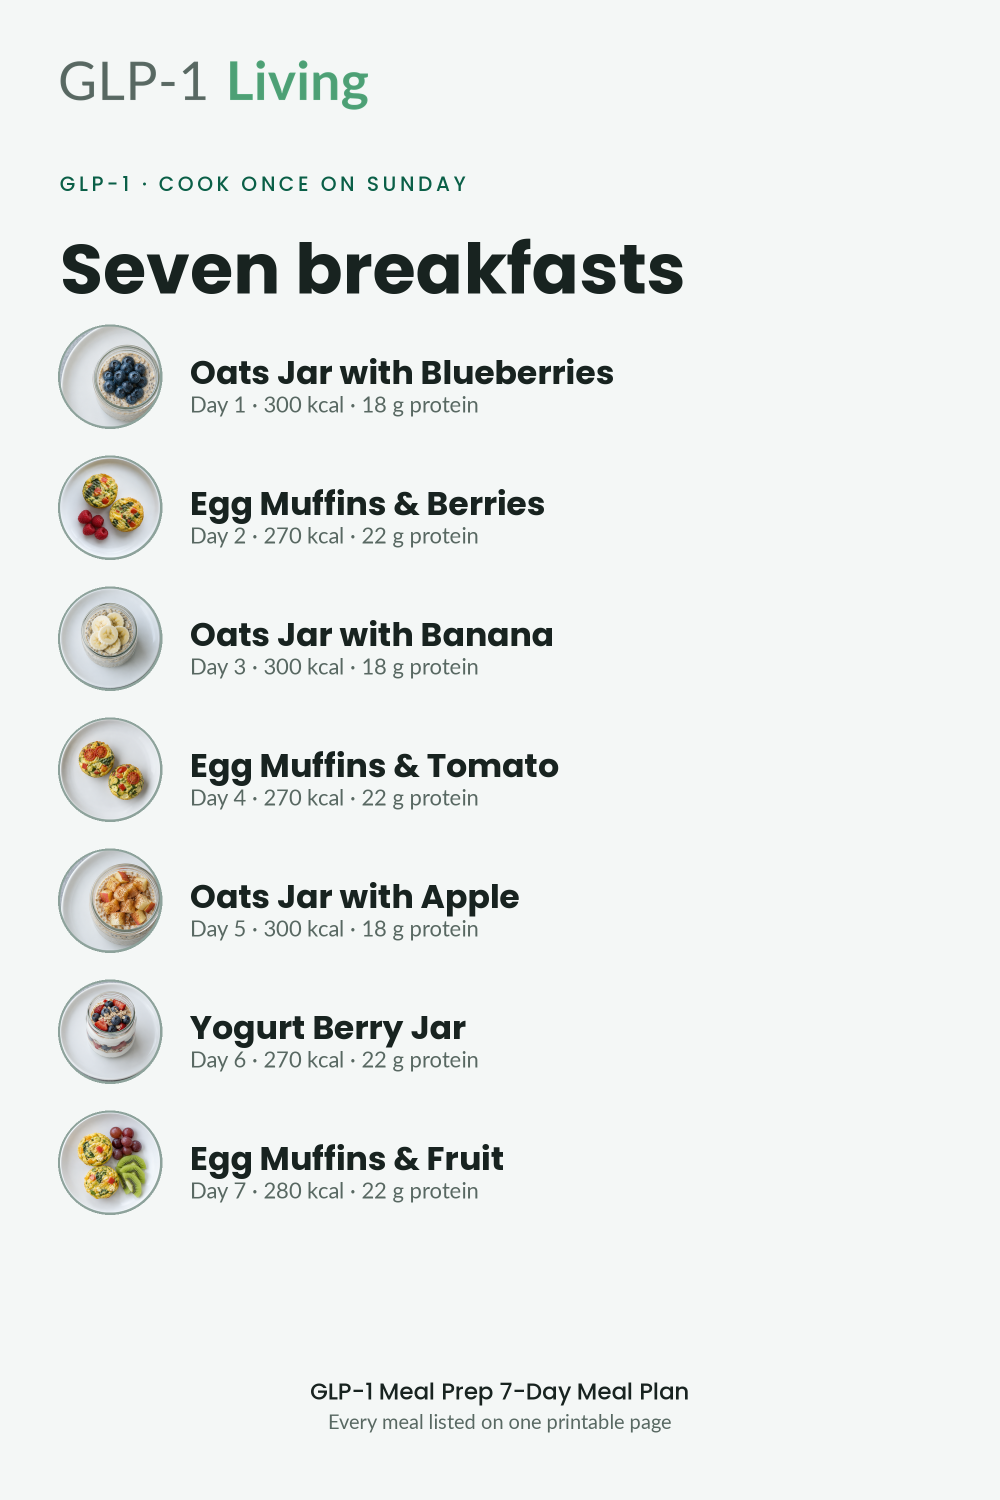 GLP-1 Living
GLP-1 · COOK ONCE ON SUNDAY
Seven breakfasts
Oats Jar with Blueberries
Day 1 · 300 kcal · 18 g protein
Egg Muffins & Berries
Day 2 · 270 kcal · 22 g protein
Oats Jar with Banana
Day 3 · 300 kcal · 18 g protein
Egg Muffins & Tomato
Day 4 · 270 kcal · 22 g protein
Oats Jar with Apple
Day 5 · 300 kcal · 18 g protein
Yogurt Berry Jar
Day 6 · 270 kcal · 22 g protein
Egg Muffins & Fruit
Day 7 · 280 kcal · 22 g protein
GLP-1 Meal Prep 7-Day Meal Plan
Every meal listed on one printable page